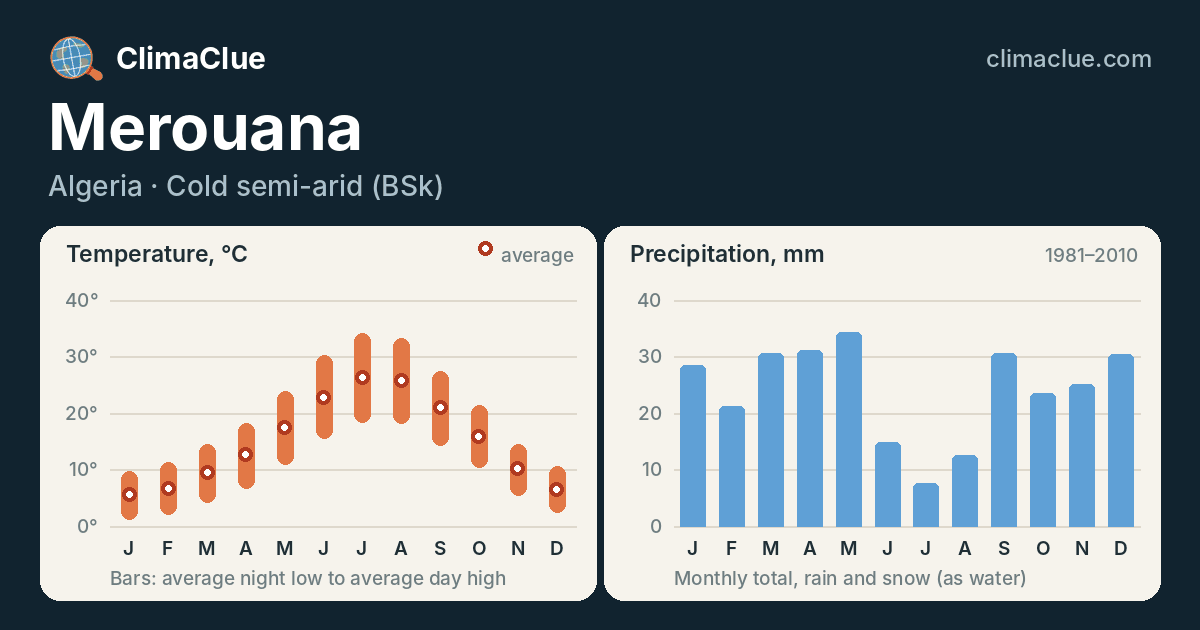 ClimaClue
climaclue.com
Merouana
Algeria · Cold semi-arid (BSk)
Temperature, °C
average
40°
30°
20°
10°
0°
J F M A M J J A S O N D
Bars: average night low to average day high
Precipitation, mm
1981–2010
40
30
20
10
0
J F M A M J J A S O N D
Monthly total, rain and snow (as water)